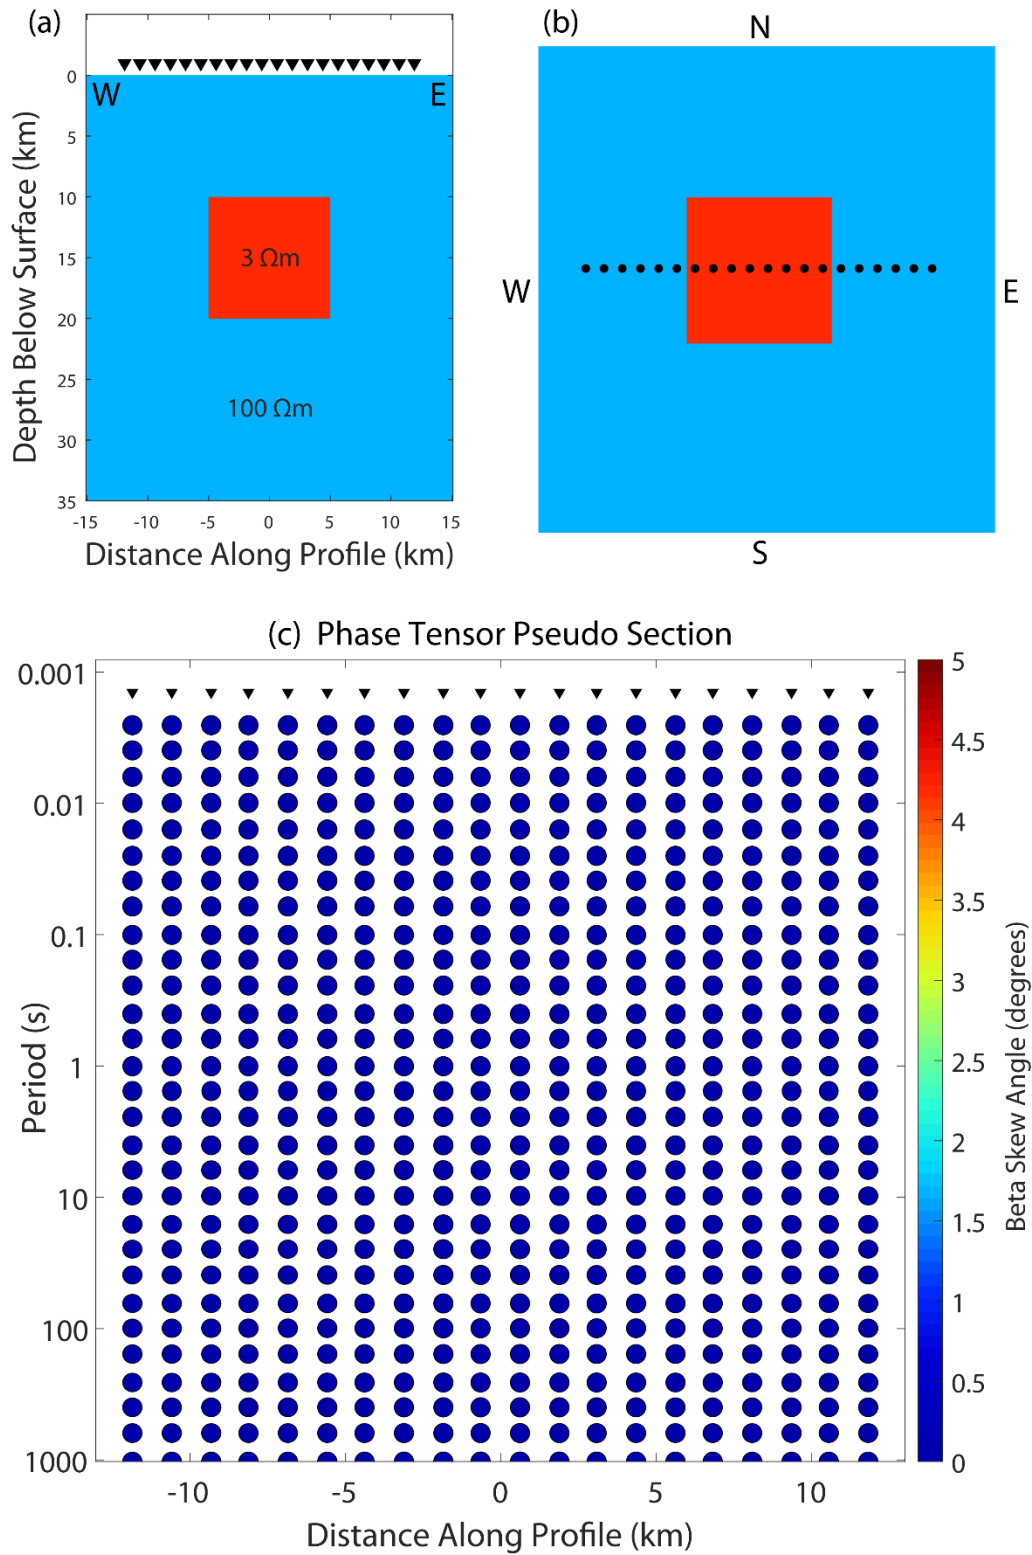 (a)
W
E
0
5
10
15
20
25
30
35
3 Ωm
100 Ωm
-15
-10
-5
0
5
10
15
Depth Below Surface (km)
Distance Along Profile (km)
(b)
N
W
E
S
(c) Phase Tensor Pseudo Section
0.001
0.01
0.1
1
10
100
1000
Period (s)
-10
-5
0
5
10
Distance Along Profile (km)
5
4.5
4
3.5
3
2.5
2
1.5
1
0.5
0
Beta Skew Angle (degrees)